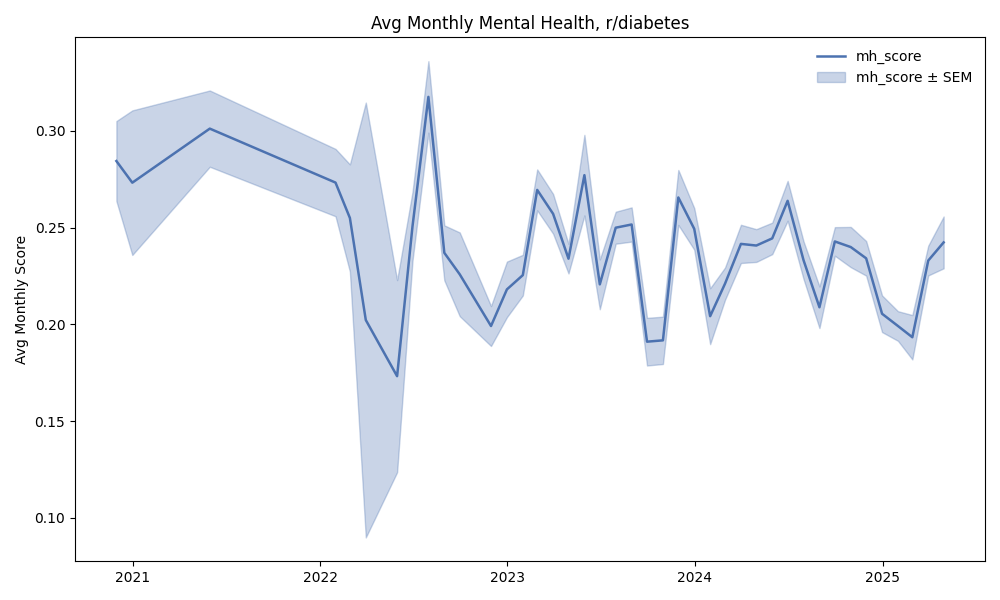 Avg Monthly Mental Health, r/diabetes
mh_score
mh_score ± SEM
Avg Monthly Score
0.30
0.25
0.20
0.15
0.10
2021
2022
2023
2024
2025